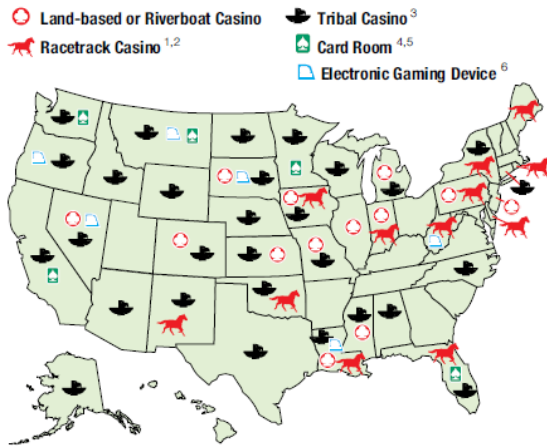 Land-based or Riverboat Casino
Tribal Casino 3
Racetrack Casino 1,2
Card Room 4,5
Electronic Gaming Device 6